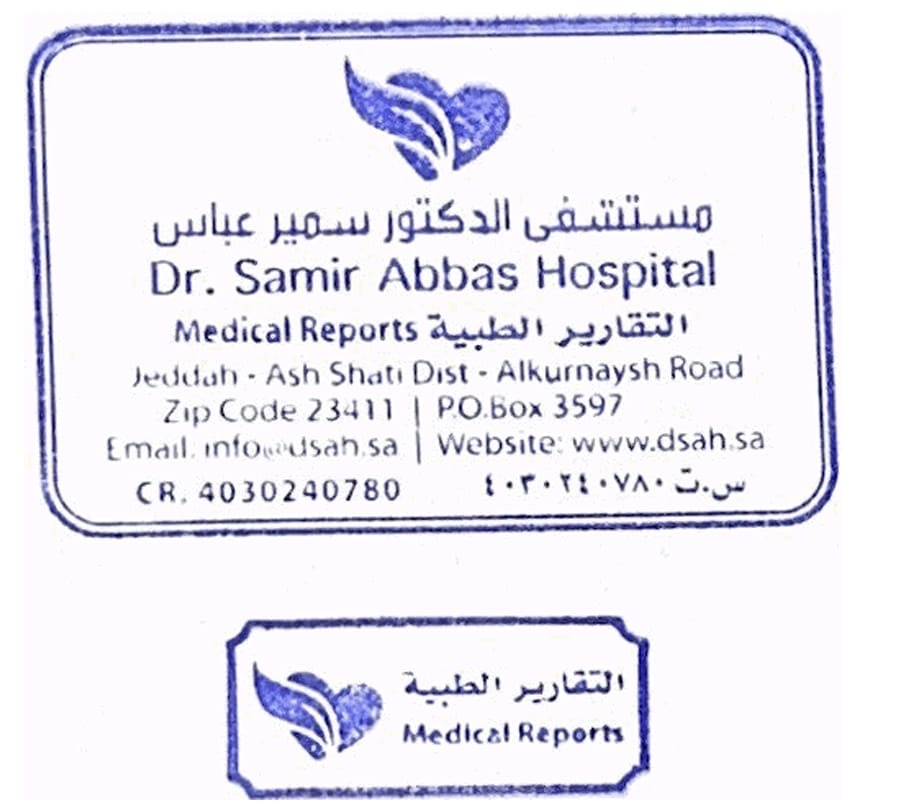 مستشفى الدكتور سمير عباس
Dr. Samir Abbas Hospital
Medical Reports التقارير الطبية
Jeddah - Ash Shati Dist - Alkurnaysh Road
Zip Code 23411 | P.O.Box 3597
Email: info@dsah.sa | Website: www.dsah.sa
CR. 4030240780 س.ت ٤٠٣٠٢٤٠٧٨٠
التقارير الطبية
Medical Reports